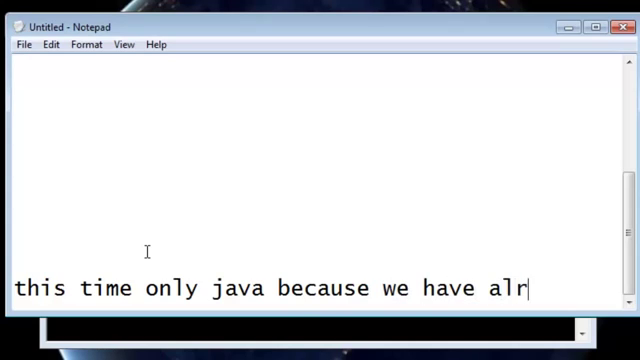 Untitled - Notepad
File Edit Format View Help
this time only java because we have alr